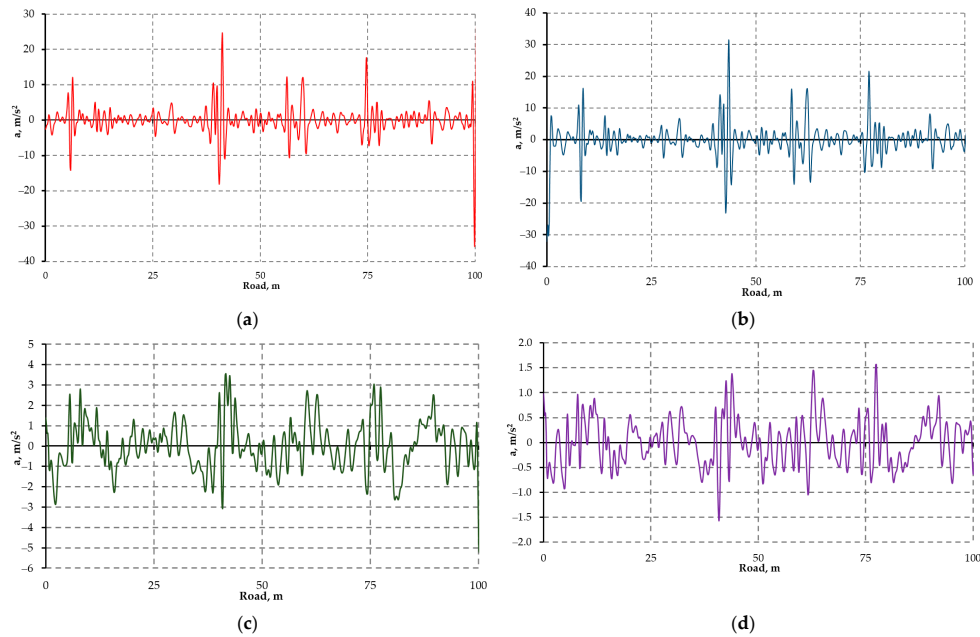 30
20
10
0
–10
–20
–30
–40
a, m/s²
0 25 50 75 100
Road, m
(a)
40
30
20
10
0
–10
–20
–30
–40
a, m/s²
0 25 50 75 100
Road, m
(b)
5
4
3
2
1
0
–1
–2
–3
–4
–5
–6
a, m/s²
0 25 50 75 100
Road, m
(c)
2.0
1.5
1.0
0.5
0.0
–0.5
–1.0
–1.5
–2.0
a, m/s²
0 25 50 75 100
Road, m
(d)